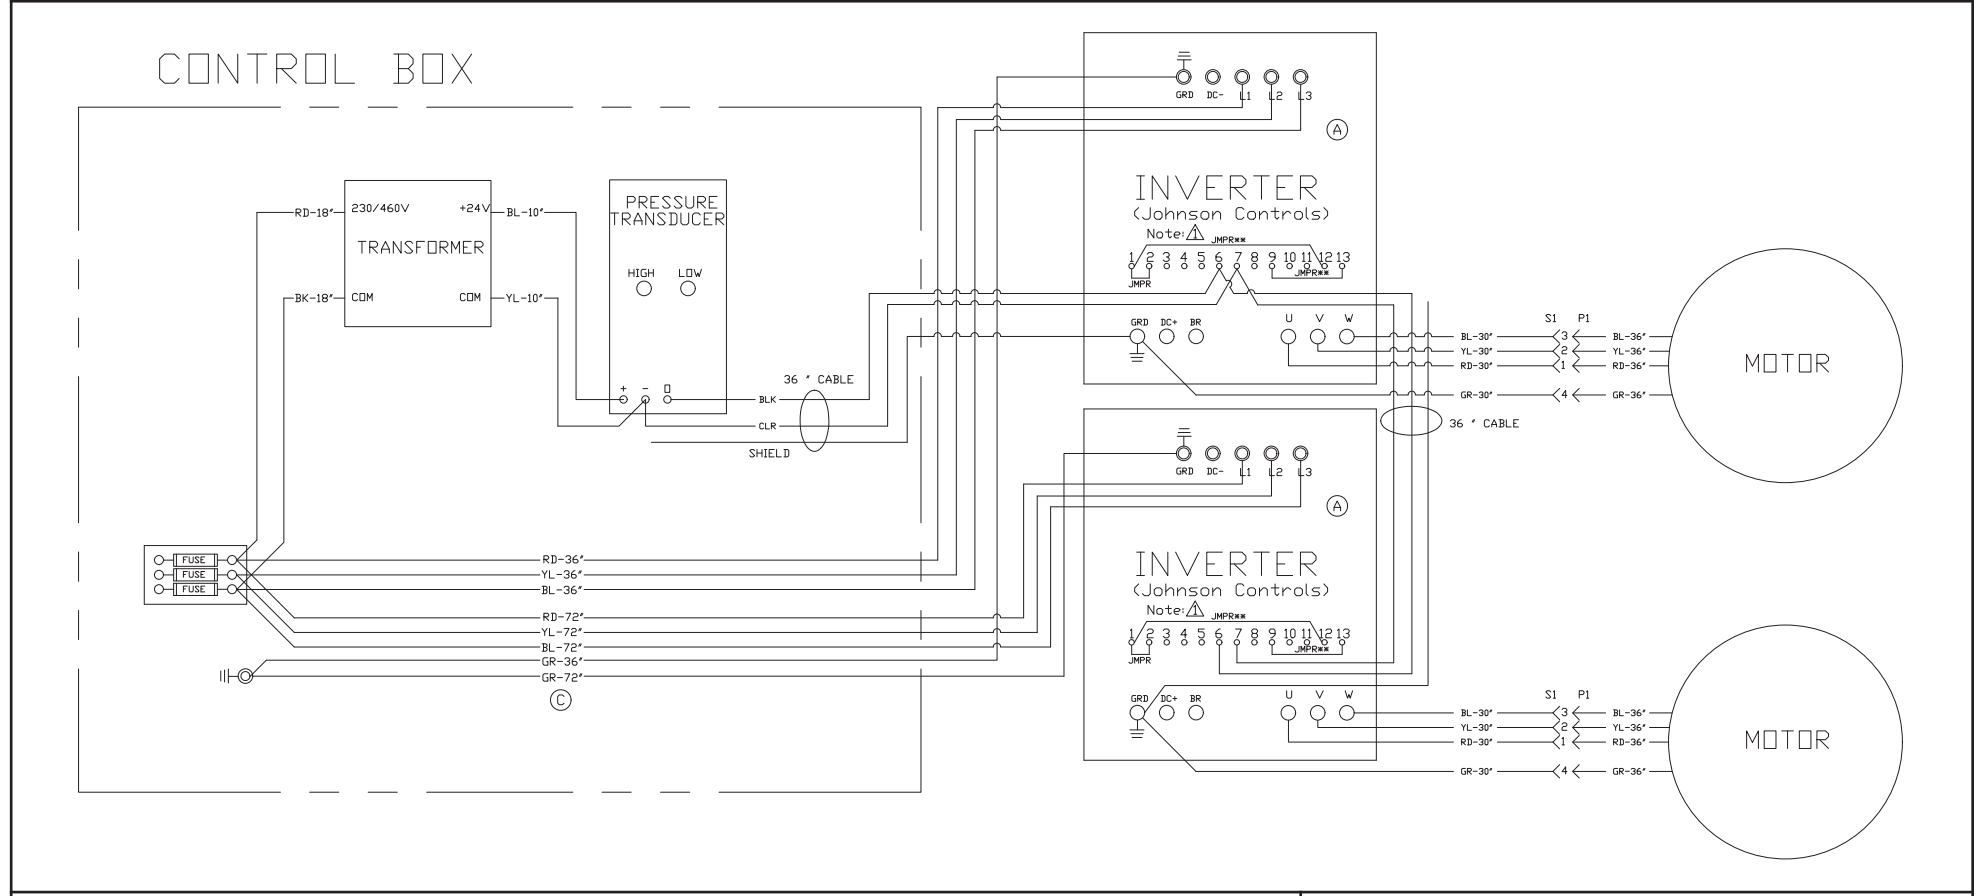 CONTROL BOX
RD-18"
230/460V +24V
BL-10"
TRANSFORMER
BK-18"
COM COM
YL-10"
PRESSURE
TRANSDUCER
HIGH LOW
+ -
36 " CABLE
BLK
CLR
SHIELD
FUSE
FUSE
FUSE
RD-36"
YL-36"
BL-36"
RD-72"
YL-72"
BL-72"
GR-36"
GR-72"
C
GRD DC- L1 L2 L3
A
INVERTER
(Johnson Controls)
Note: 1 JMPR**
1 2 3 4 5 6 7 8 9 10 11 12 13
JMPR JMPR**
GRD DC+ BR U V W
S1 P1
BL-30" 3 BL-36"
YL-30" 2 YL-36"
RD-30" 1 RD-36"
GR-30" 4 GR-36"
MOTOR
36 " CABLE
GRD DC- L1 L2 L3
A
INVERTER
(Johnson Controls)
Note: 1 JMPR**
1 2 3 4 5 6 7 8 9 10 11 12 13
JMPR JMPR**
GRD DC+ BR U V W
S1 P1
BL-30" 3 BL-36"
YL-30" 2 YL-36"
RD-30" 1 RD-36"
GR-30" 4 GR-36"
MOTOR